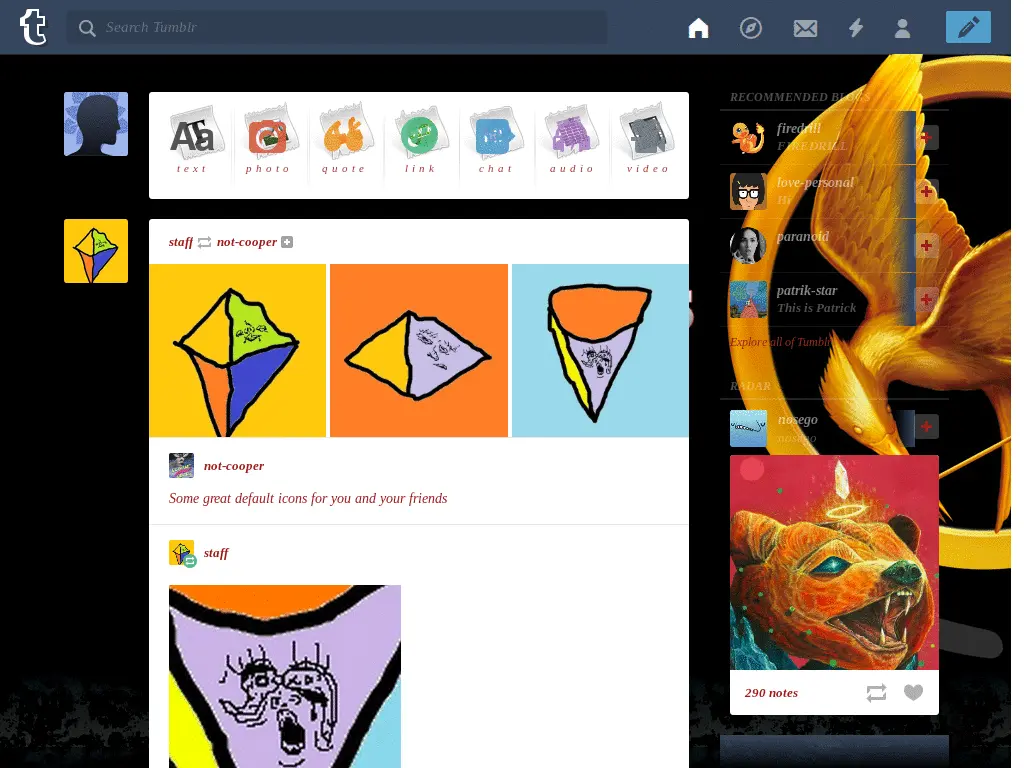 Search Tumblr
text photo quote link chat audio video
staff not-cooper
not-cooper
Some great default icons for you and your friends
staff
RECOMMENDED BLOGS
firedrill
FIREDRILL
love-personal
Hi
paranoid
patrik-star
This is Patrick
Explore all of Tumblr
RADAR
nosego
nosego
290 notes